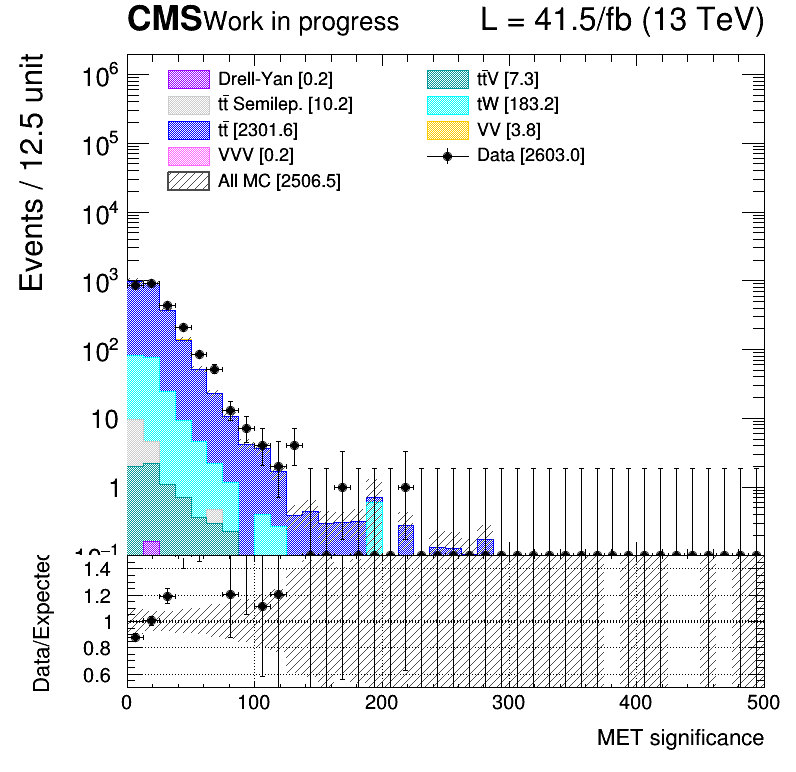 CMS Work in progress L = 41.5/fb (13 TeV)
Events / 12.5 unit
Drell-Yan [0.2]
tt̄ Semilep. [10.2]
tt̄ [2301.6]
VVV [0.2]
All MC [2506.5]
tt̄V [7.3]
tW [183.2]
VV [3.8]
Data [2603.0]
10⁶
10⁵
10⁴
10³
10²
10
1
10⁻¹
Data/Expected
1.4
1.2
1
0.8
0.6
0 100 200 300 400 500
MET significance